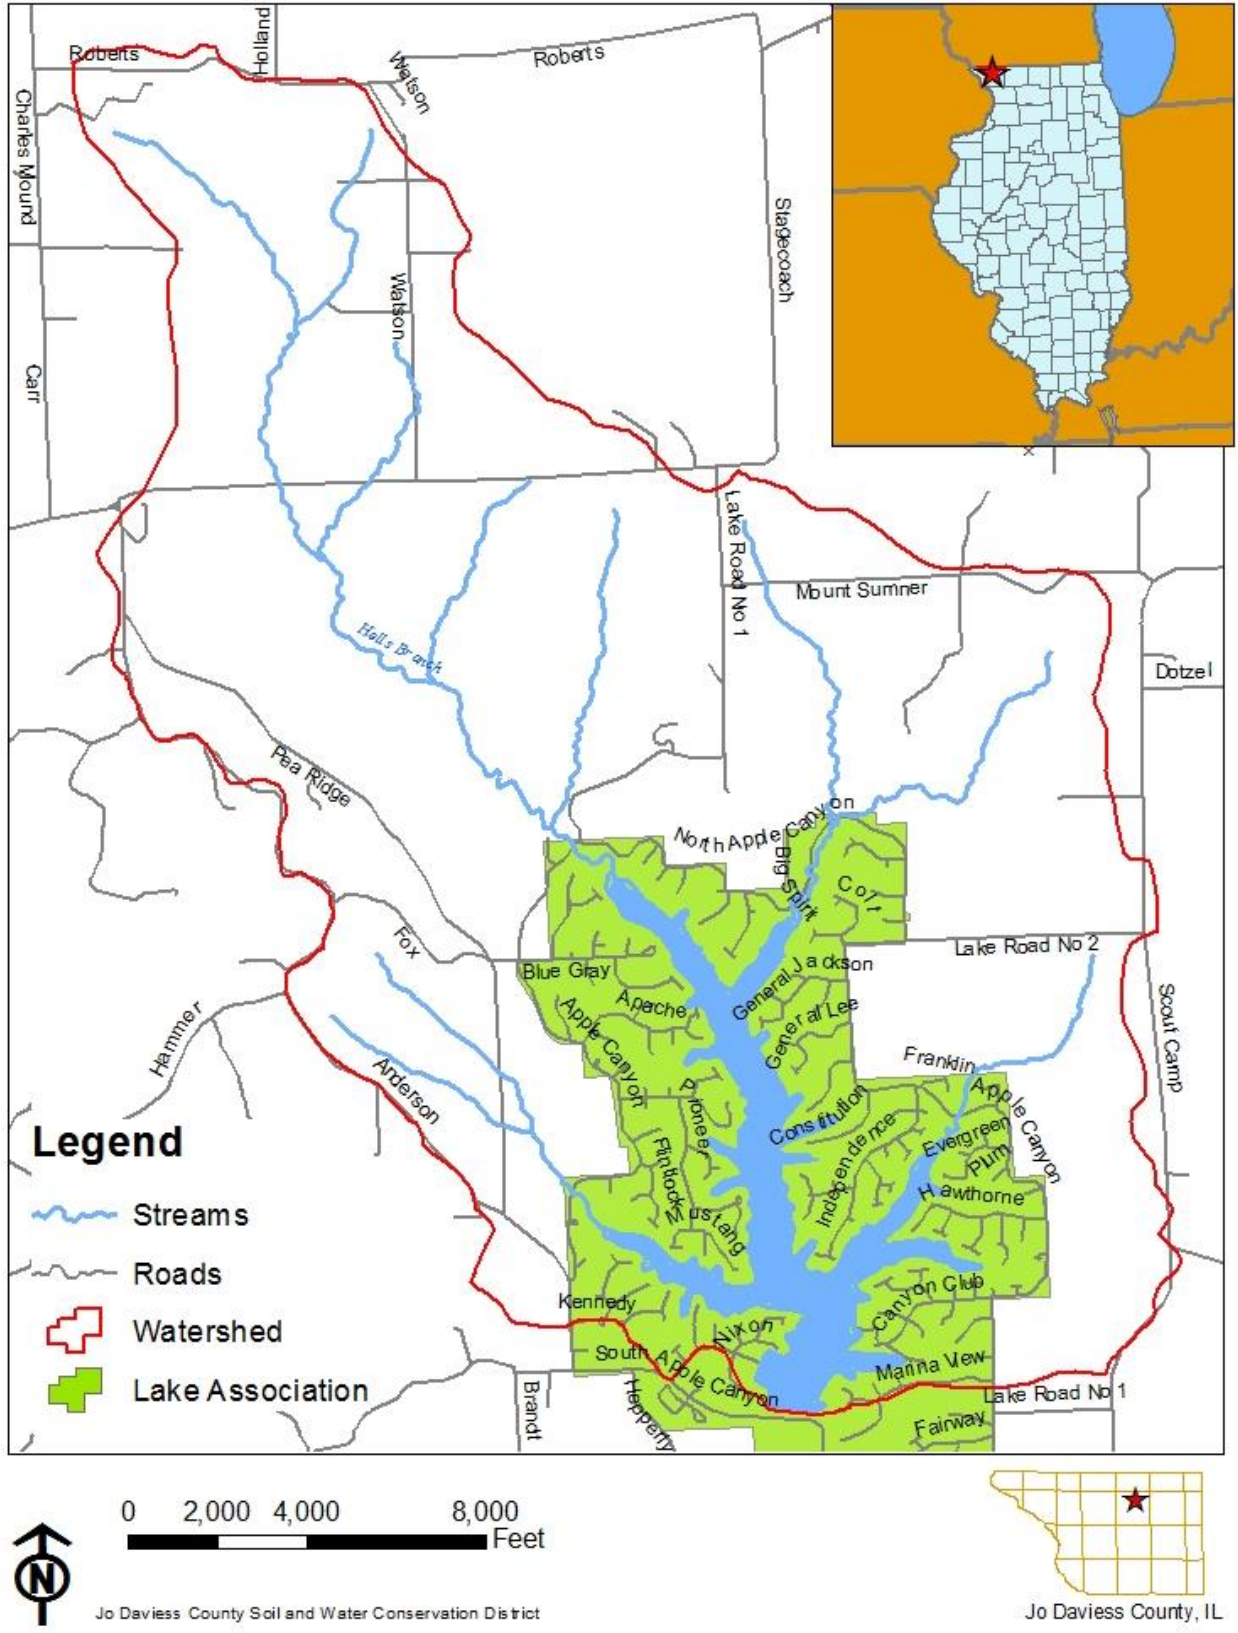 Roberts
Holland
Watson
Roberts
Charles Mound
Stagecoach
Watson
Carr
Lake Road No 1
Mount Sumner
Hells Branch
Dotzel
Pea Ridge
North Apple Canyon
Big Spirit
Colt
Fox
Lake Road No 2
Blue Gray
General Jackson
Apache
General Lee
Apple Canyon
Scout Camp
Hammer
Franklin
Anderson
Pioneer
Apple Canyon
Constitution
Independence
Evergreen
Plum
Flintlock
Hawthorne
Mustang
Canyon Club
Kennedy
Nixon
South Apple Canyon
Marina View
Lake Road No 1
Brandt
Hepperly
Fairway
Legend
Streams
Roads
Watershed
Lake Association
0 2,000 4,000 8,000
Feet
N
Jo Daviess County Soil and Water Conservation District
Jo Daviess County, IL